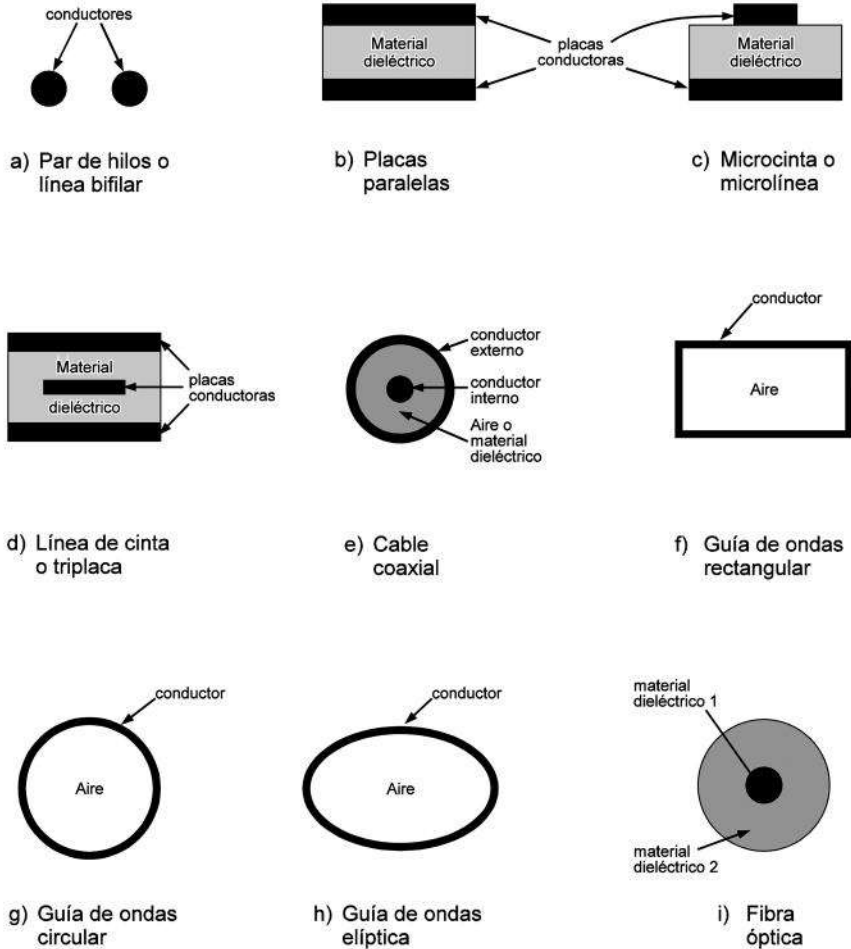 conductores
Material
dieléctrico
placas
conductoras
Material
dieléctrico
a) Par de hilos o
línea bifilar
b) Placas
paralelas
c) Microcinta o
microlínea
Material
dieléctrico
placas
conductoras
conductor
externo
conductor
interno
Aire o
material
dieléctrico
conductor
Aire
d) Línea de cinta
o triplaca
e) Cable
coaxial
f) Guía de ondas
rectangular
conductor
Aire
conductor
Aire
material
dieléctrico 1
material
dieléctrico 2
g) Guía de ondas
circular
h) Guía de ondas
elíptica
i) Fibra
óptica